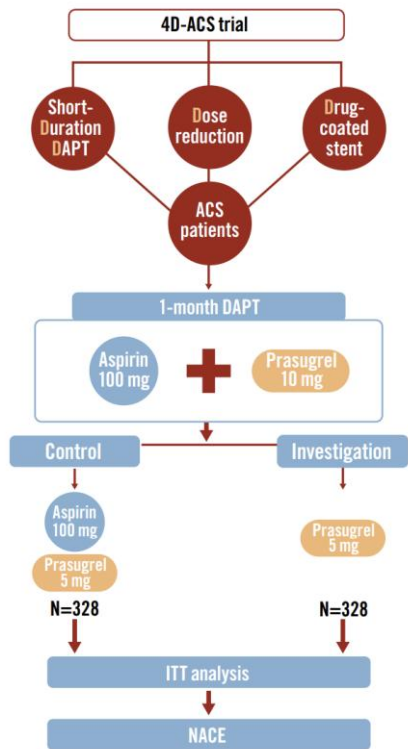 4D-ACS trial
Short-
Duration
DAPT
Dose
reduction
Drug-
coated
stent
ACS
patients
1-month DAPT
Aspirin
100 mg
Prasugrel
10 mg
Control
Investigation
Aspirin
100 mg
Prasugrel
5 mg
Prasugrel
5 mg
N=328
N=328
ITT analysis
NACE